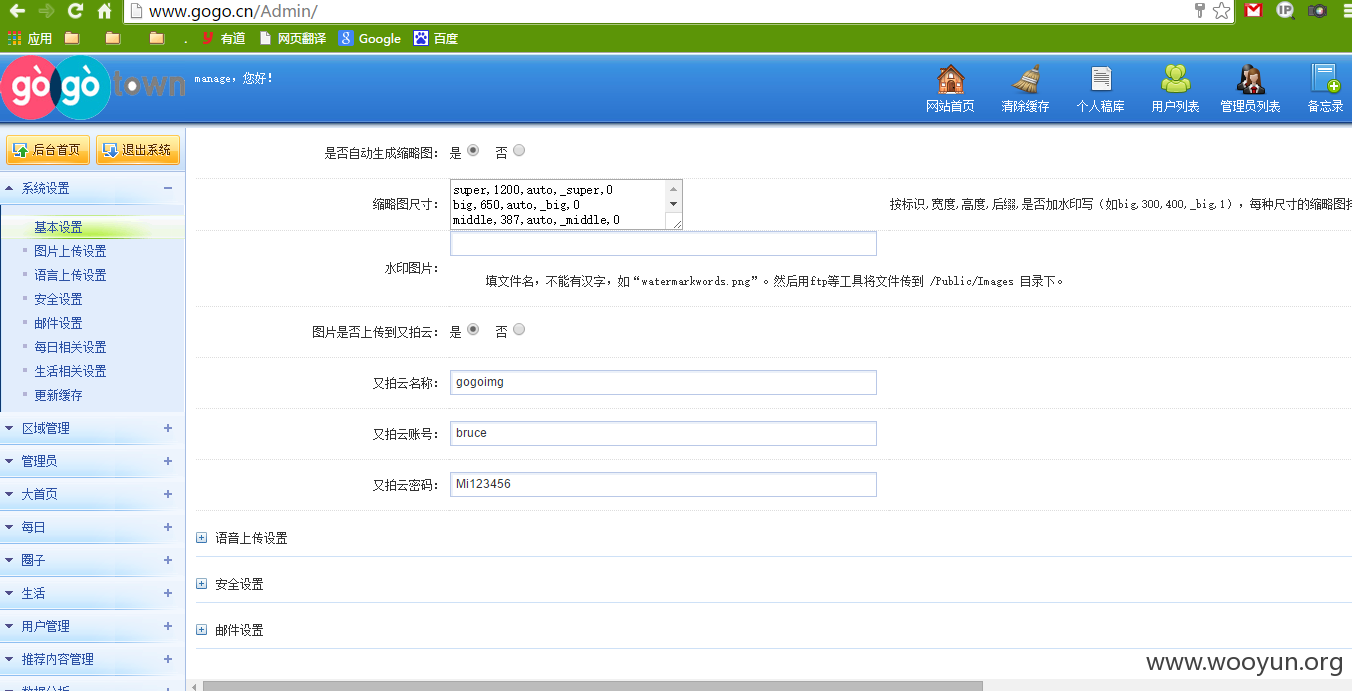 www.gogo.cn/Admin/
应用 . 有道 网页翻译 Google 百度
gògò town manage，您好！
网站首页 清除缓存 个人稿库 用户列表 管理员列表 备忘录
后台首页 退出系统
系统设置
基本设置
图片上传设置
语言上传设置
安全设置
邮件设置
每日相关设置
生活相关设置
更新缓存
区域管理
管理员
大首页
每日
圈子
生活
用户管理
推荐内容管理
数据分析
是否自动生成缩略图： 是 否
缩略图尺寸： super,1200,auto,_super,0
big,650,auto,_big,0
middle,387,auto,_middle,0
按标识,宽度,高度,后缀,是否加水印写（如big,300,400,_big,1），每种尺寸的缩略图
水印图片：
填文件名，不能有汉字，如“watermarkwords.png”。然后用ftp等工具将文件传到 /Public/Images 目录下。
图片是否上传到又拍云： 是 否
又拍云名称： gogoimg
又拍云账号： bruce
又拍云密码： Mi123456
语音上传设置
安全设置
邮件设置
www.wooyun.org